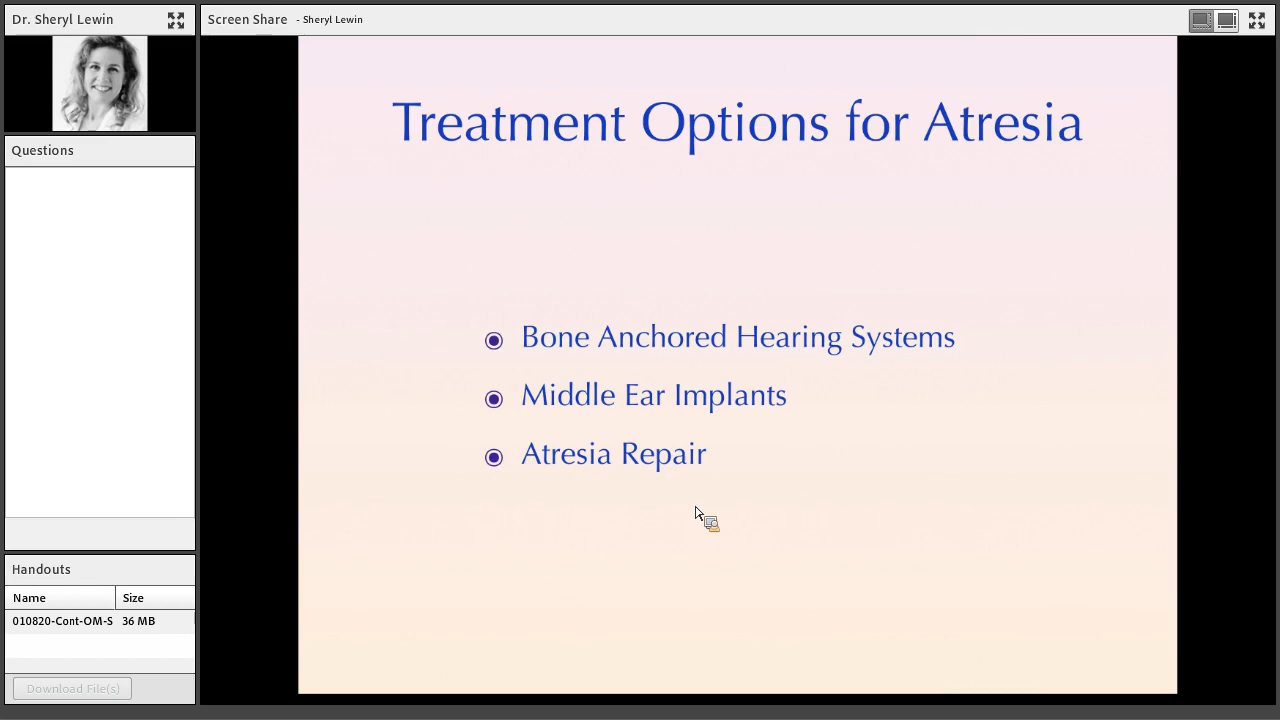 Dr. Sheryl Lewin
Screen Share - Sheryl Lewin
Questions
Treatment Options for Atresia
Bone Anchored Hearing Systems
Middle Ear Implants
Atresia Repair
Handouts
Name Size
010820-Cont-OM-S 36 MB
Download File(s)